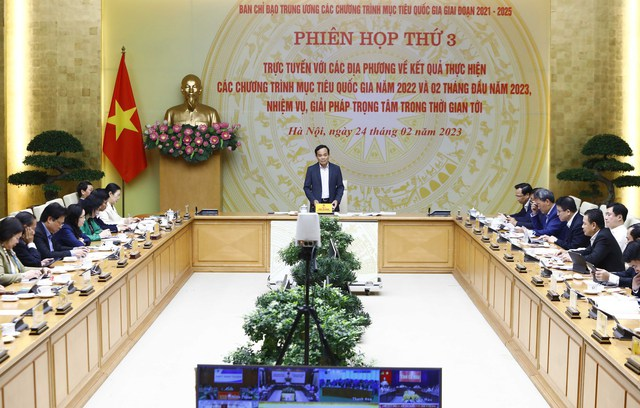 BAN CHỈ ĐẠO TRUNG ƯƠNG CÁC CHƯƠNG TRÌNH MỤC TIÊU QUỐC GIA GIAI ĐOẠN 2021 - 2025
PHIÊN HỌP THỨ 3
TRỰC TUYẾN VỚI CÁC ĐỊA PHƯƠNG VỀ KẾT QUẢ THỰC HIỆN
CÁC CHƯƠNG TRÌNH MỤC TIÊU QUỐC GIA NĂM 2022 VÀ 02 THÁNG ĐẦU NĂM 2023,
NHIỆM VỤ, GIẢI PHÁP TRỌNG TÂM TRONG THỜI GIAN TỚI
Hà Nội, ngày 24 tháng 02 năm 2023